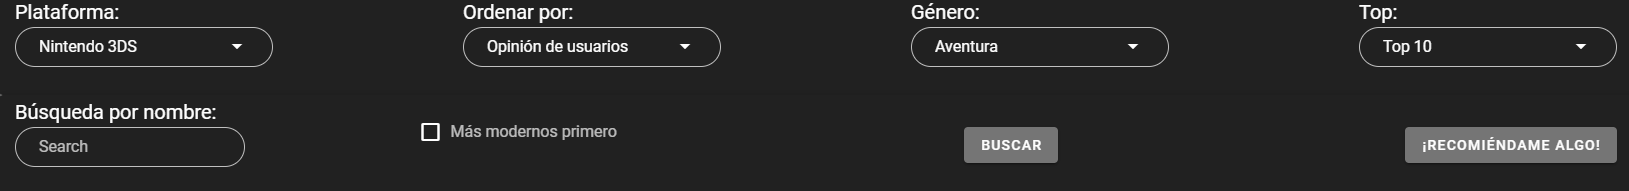 Plataforma: Ordenar por: Género: Top:
Nintendo 3DS Opinión de usuarios Aventura Top 10
Búsqueda por nombre:
Search Más modernos primero BUSCAR ¡RECOMIÉNDAME ALGO!